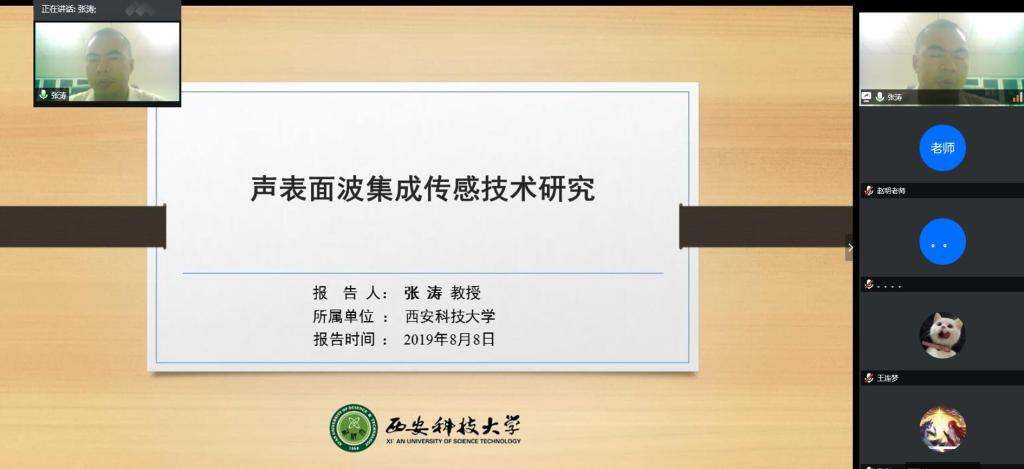 正在讲话: 张涛;
张涛
声表面波集成传感技术研究
报 告 人： 张 涛 教授
所属单位 ： 西安科技大学
报告时间 ： 2019年8月8日
西安科技大学
XI' AN UNIVERSITY OF SCIENCE TECHNOLOGY
张涛
老师
赵明老师
。。
. . . .
王连梦